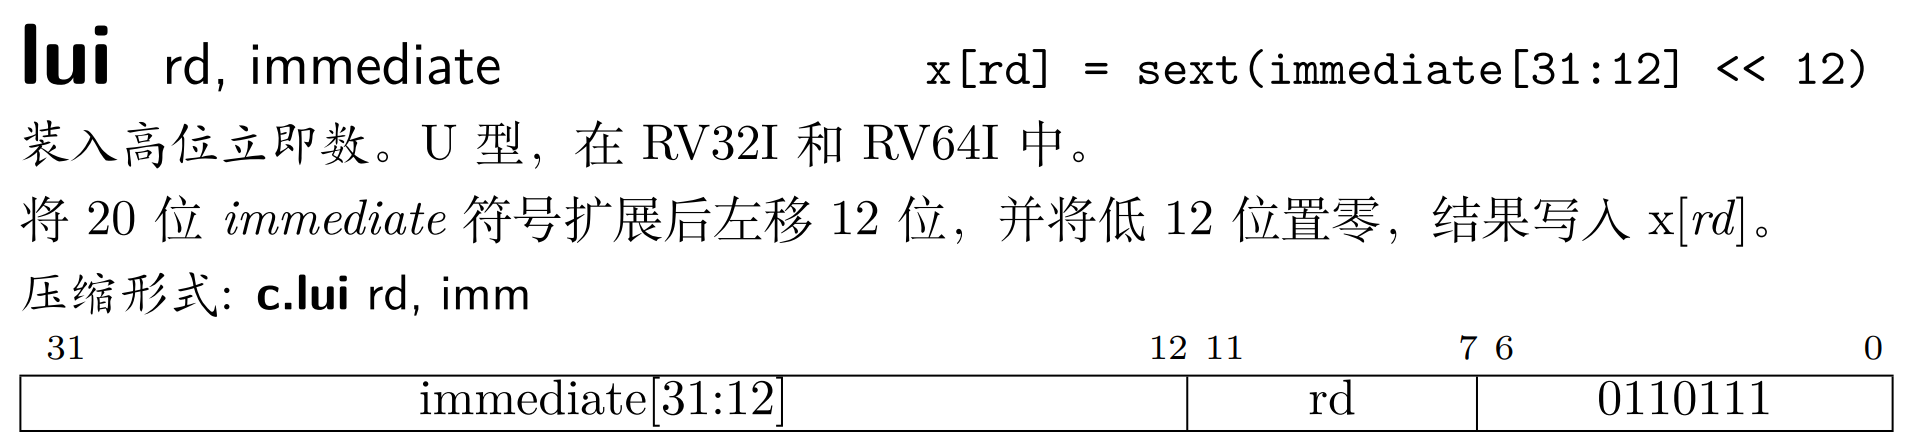 lui rd, immediate x[rd] = sext(immediate[31:12] << 12)
装入高位立即数。U 型，在 RV32I 和 RV64I 中。
将 20 位 immediate 符号扩展后左移 12 位，并将低 12 位置零，结果写入 x[rd]。
压缩形式: c.lui rd, imm
31 12 11 7 6 0
immediate[31:12] rd 0110111